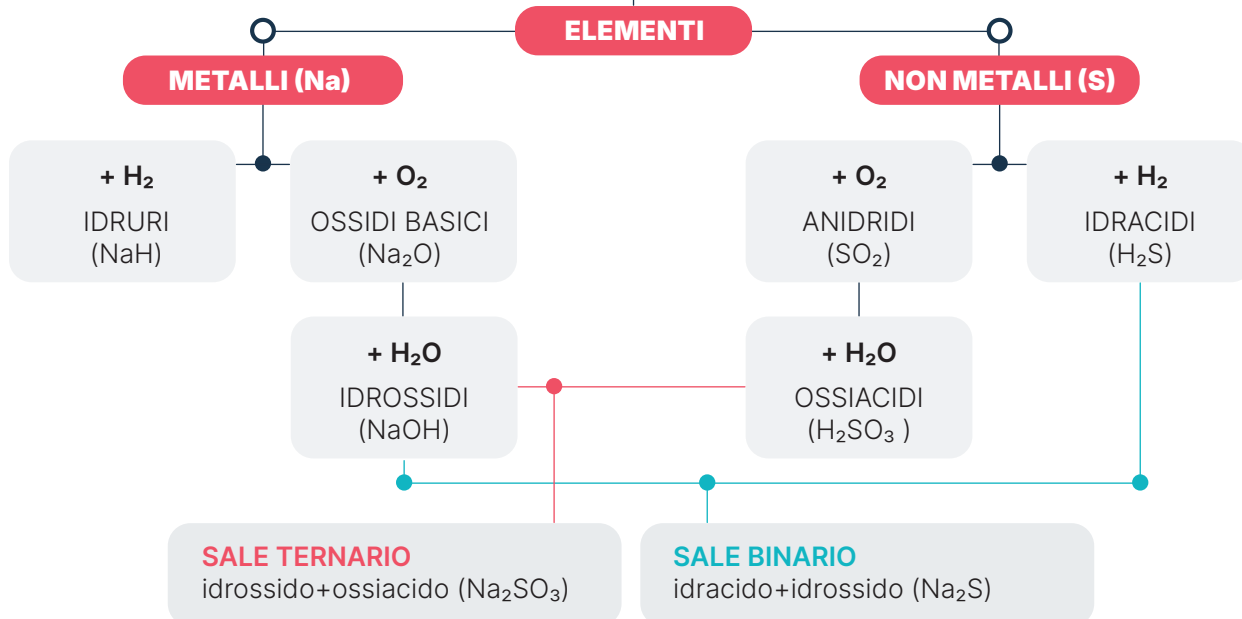 ELEMENTI
METALLI (Na)
NON METALLI (S)
+ H₂
IDRURI
(NaH)
+ O₂
OSSIDI BASICI
(Na₂O)
+ O₂
ANIDRIDI
(SO₂)
+ H₂
IDRACIDI
(H₂S)
+ H₂O
IDROSSIDI
(NaOH)
+ H₂O
OSSIACIDI
(H₂SO₃ )
SALE TERNARIO
idrossido+ossiacido (Na₂SO₃)
SALE BINARIO
idracido+idrossido (Na₂S)